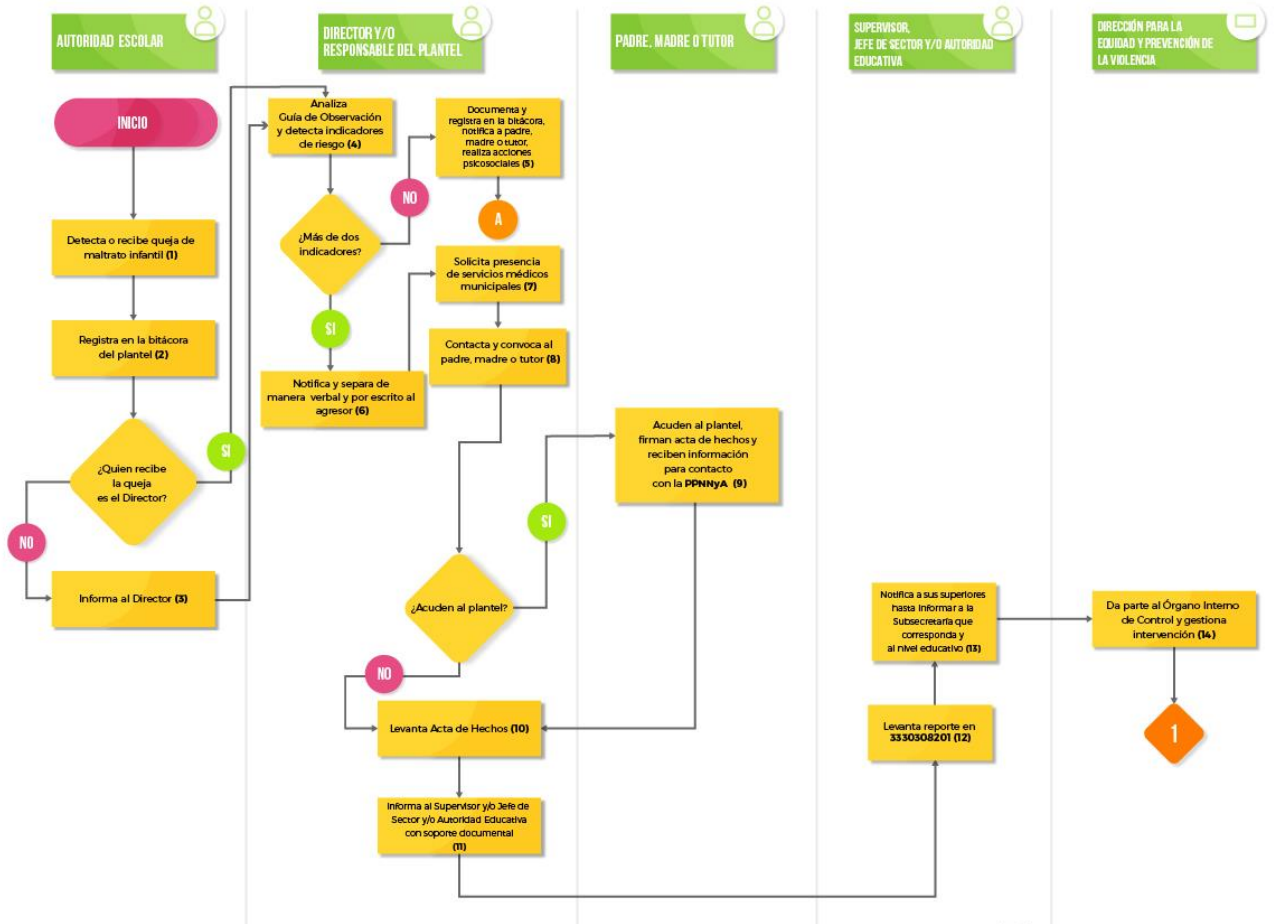 AUTORIDAD ESCOLAR
DIRECTOR Y/O
RESPONSABLE DEL PLANTEL
PADRE, MADRE O TUTOR
SUPERVISOR,
JEFE DE SECTOR Y/O AUTORIDAD
EDUCATIVA
DIRECCIÓN PARA LA
EQUIDAD Y PREVENCIÓN DE
LA VIOLENCIA
INICIO
Detecta o recibe queja de
maltrato infantil (1)
Registra en la bitácora
del plantel (2)
¿Quien recibe
la queja
es el Director?
SI
NO
Informa al Director (3)
Analiza
Guía de Observación
y detecta indicadores
de riesgo (4)
¿Más de dos
indicadores?
NO
SI
Documenta y
registra en la bitácora,
notifica a padre,
madre o tutor,
realiza acciones
psicosociales (5)
A
Notifica y separa de
manera verbal y por escrito al
agresor (6)
Solicita presencia
de servicios médicos
municipales (7)
Contacta y convoca al
padre, madre o tutor (8)
¿Acuden al plantel?
SI
NO
Acuden al plantel,
firman acta de hechos y
reciben información
para contacto
con la PPNNyA (9)
Levanta Acta de Hechos (10)
Informa al Supervisor y/o Jefe de
Sector y/o Autoridad Educativa
con soporte documental
(11)
Levanta reporte en
3330308201 (12)
Notifica a sus superiores
hasta informar a la
Subsecretaría que
corresponda y
al nivel educativo (13)
Da parte al Órgano Interno
de Control y gestiona
intervención (14)
1